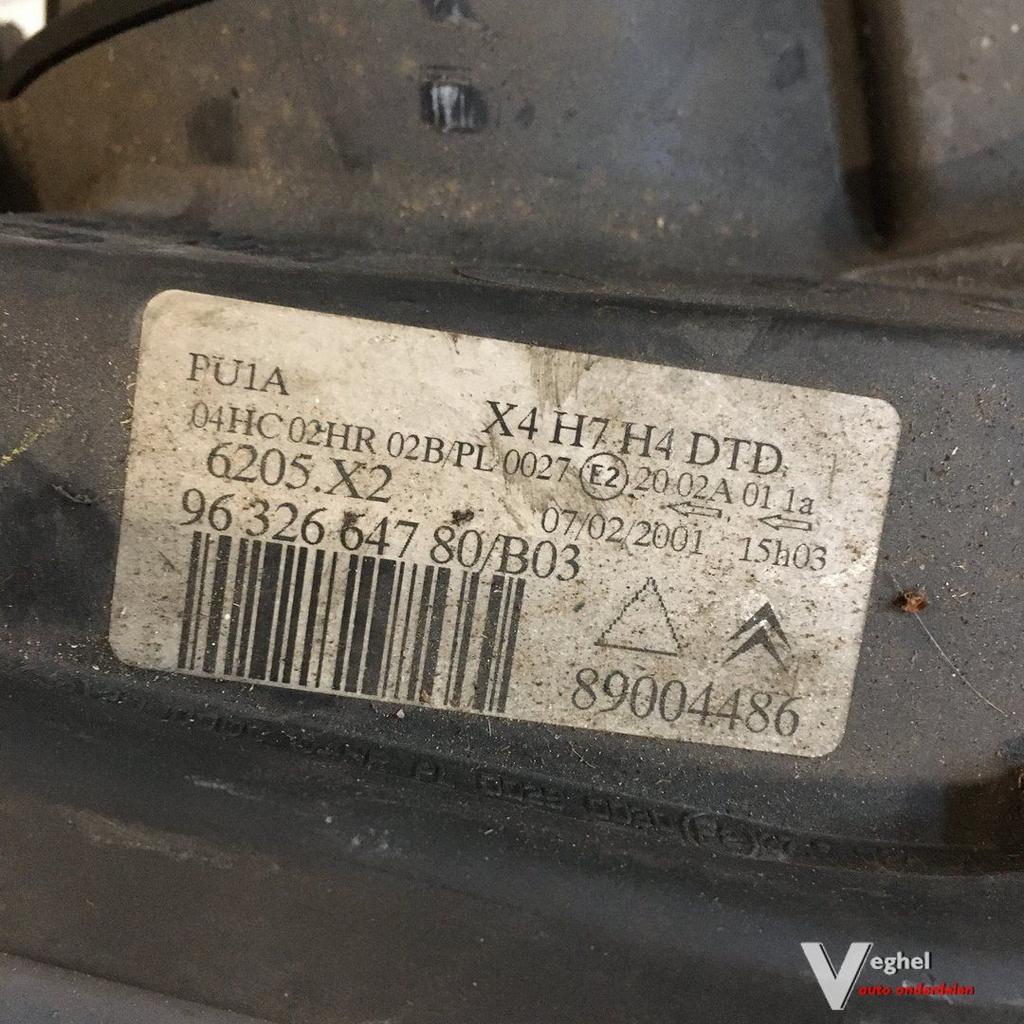 PU1A
X4 H7 H4 DTD
04HC 02HR 02B/PL 0027 E2 20 02A 01 1a
6205.X2
07/02/2001 15h03
96 326 647 80/B03
89004486
Veghel
auto onderdelen